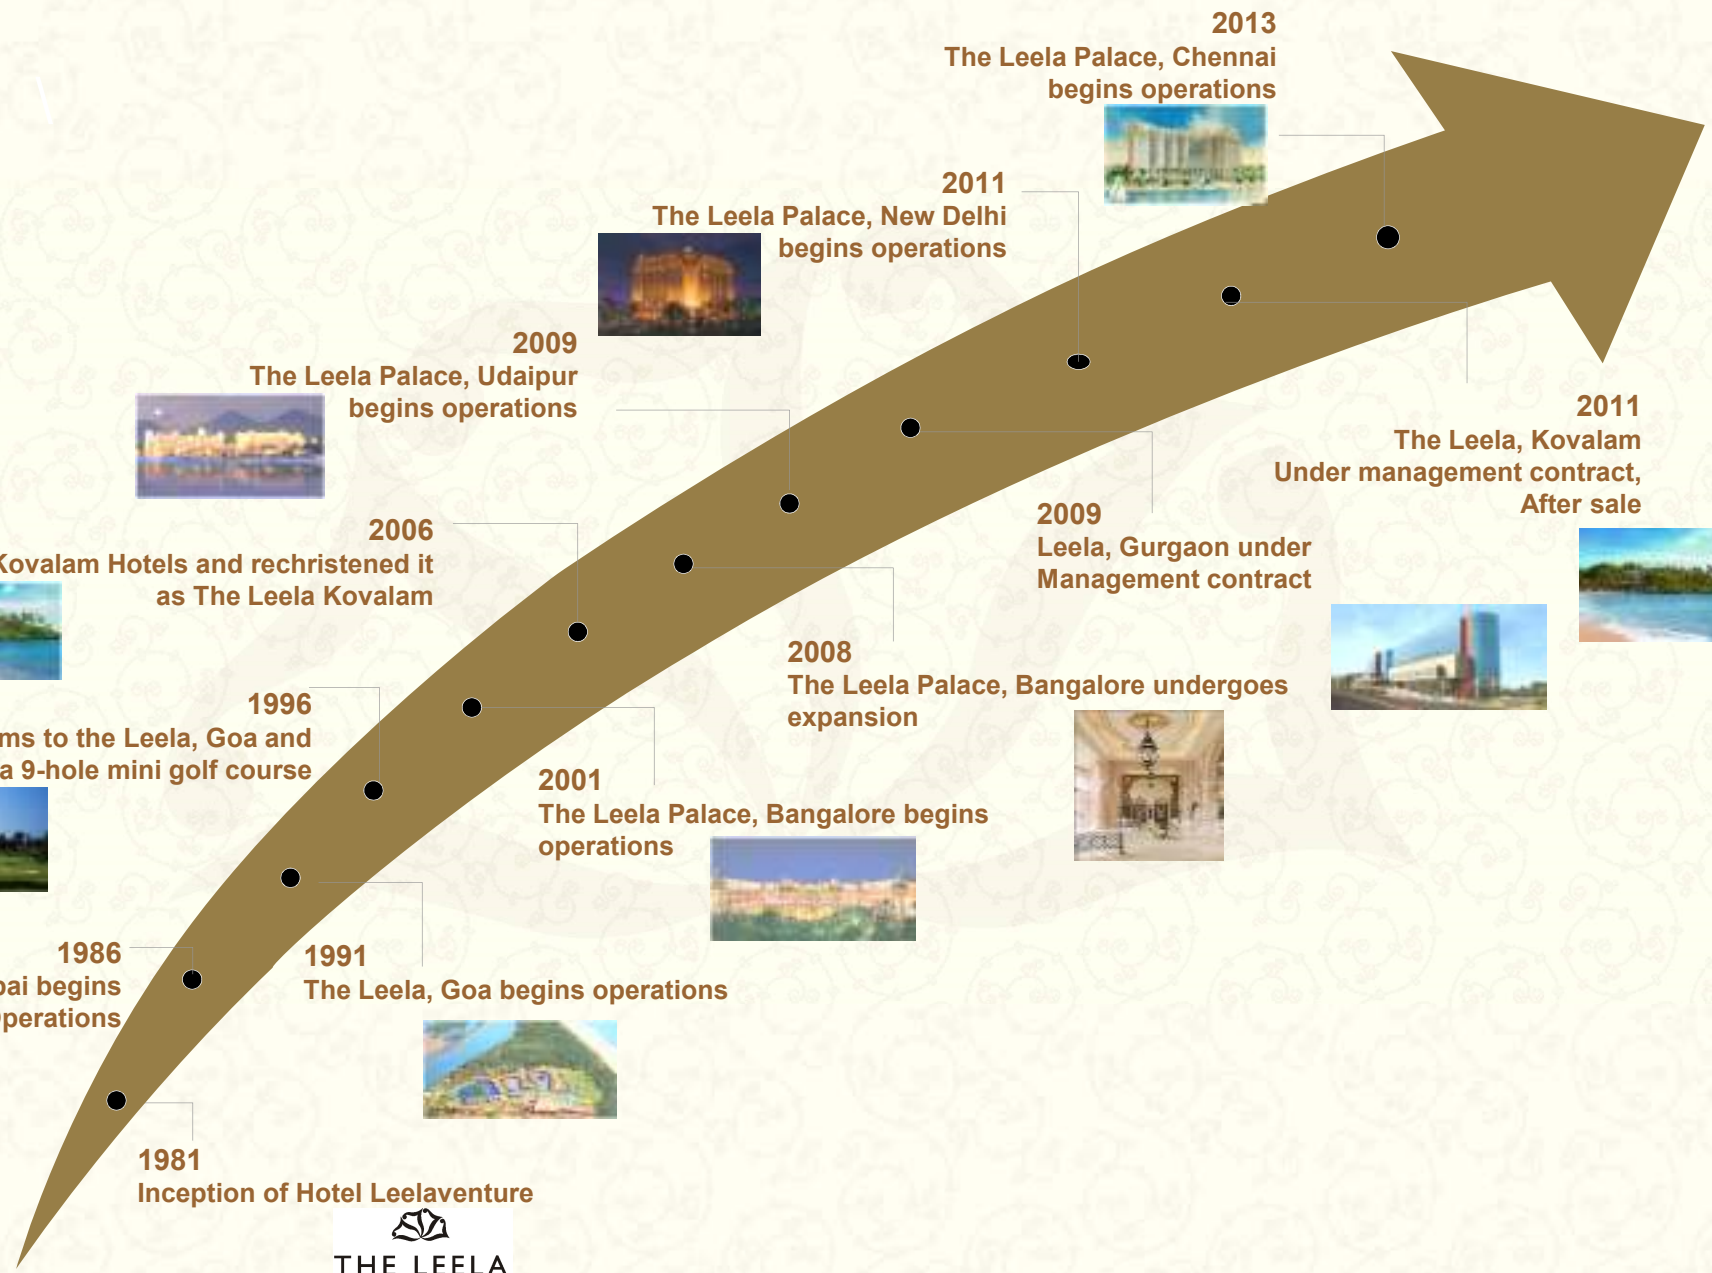 2013
The Leela Palace, Chennai
begins operations
2011
The Leela Palace, New Delhi
begins operations
2009
The Leela Palace, Udaipur
begins operations
2011
The Leela, Kovalam
Under management contract,
After sale
2009
Leela, Gurgaon under
Management contract
2006
Kovalam Hotels and rechristened it
as The Leela Kovalam
2008
The Leela Palace, Bangalore undergoes
expansion
1996
to the Leela, Goa and
a 9-hole mini golf course
2001
The Leela Palace, Bangalore begins
operations
1986
begins
Operations
1991
The Leela, Goa begins operations
1981
Inception of Hotel Leelaventure
THE LEELA